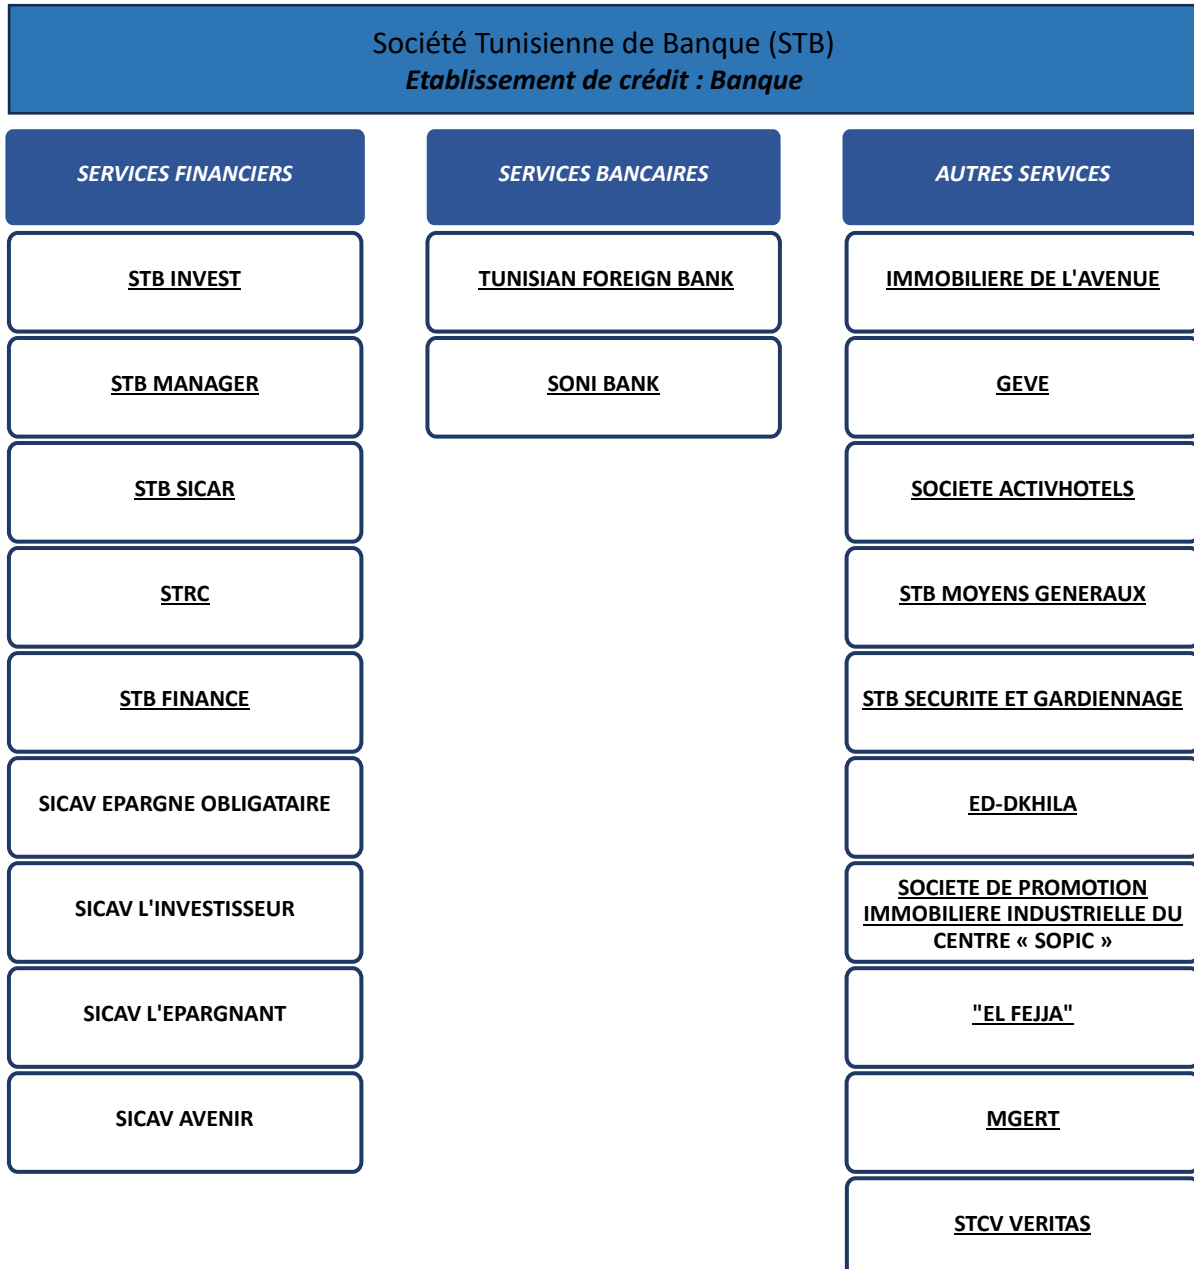 Société Tunisienne de Banque (STB)
Etablissement de crédit : Banque
SERVICES FINANCIERS
STB INVEST
STB MANAGER
STB SICAR
STRC
STB FINANCE
SICAV EPARGNE OBLIGATAIRE
SICAV L'INVESTISSEUR
SICAV L'EPARGNANT
SICAV AVENIR
SERVICES BANCAIRES
TUNISIAN FOREIGN BANK
SONI BANK
AUTRES SERVICES
IMMOBILIERE DE L'AVENUE
GEVE
SOCIETE ACTIVHOTELS
STB MOYENS GENERAUX
STB SECURITE ET GARDIENNAGE
ED-DKHILA
SOCIETE DE PROMOTION
IMMOBILIERE INDUSTRIELLE DU
CENTRE « SOPIC »
"EL FEJJA"
MGERT
STCV VERITAS